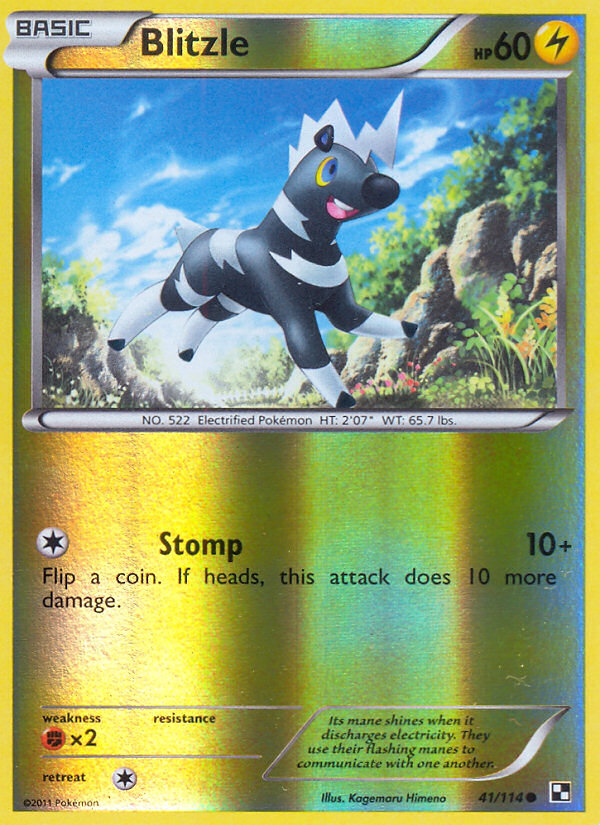 BASIC
Blitzle
HP60
NO. 522 Electrified Pokémon HT: 2'07" WT: 65.7 lbs.
Stomp 10+
Flip a coin. If heads, this attack does 10 more
damage.
weakness resistance
×2
Its mane shines when it
discharges electricity. They
use their flashing manes to
communicate with one another.
retreat
©2011 Pokémon
Illus. Kagemaru Himeno
41/114